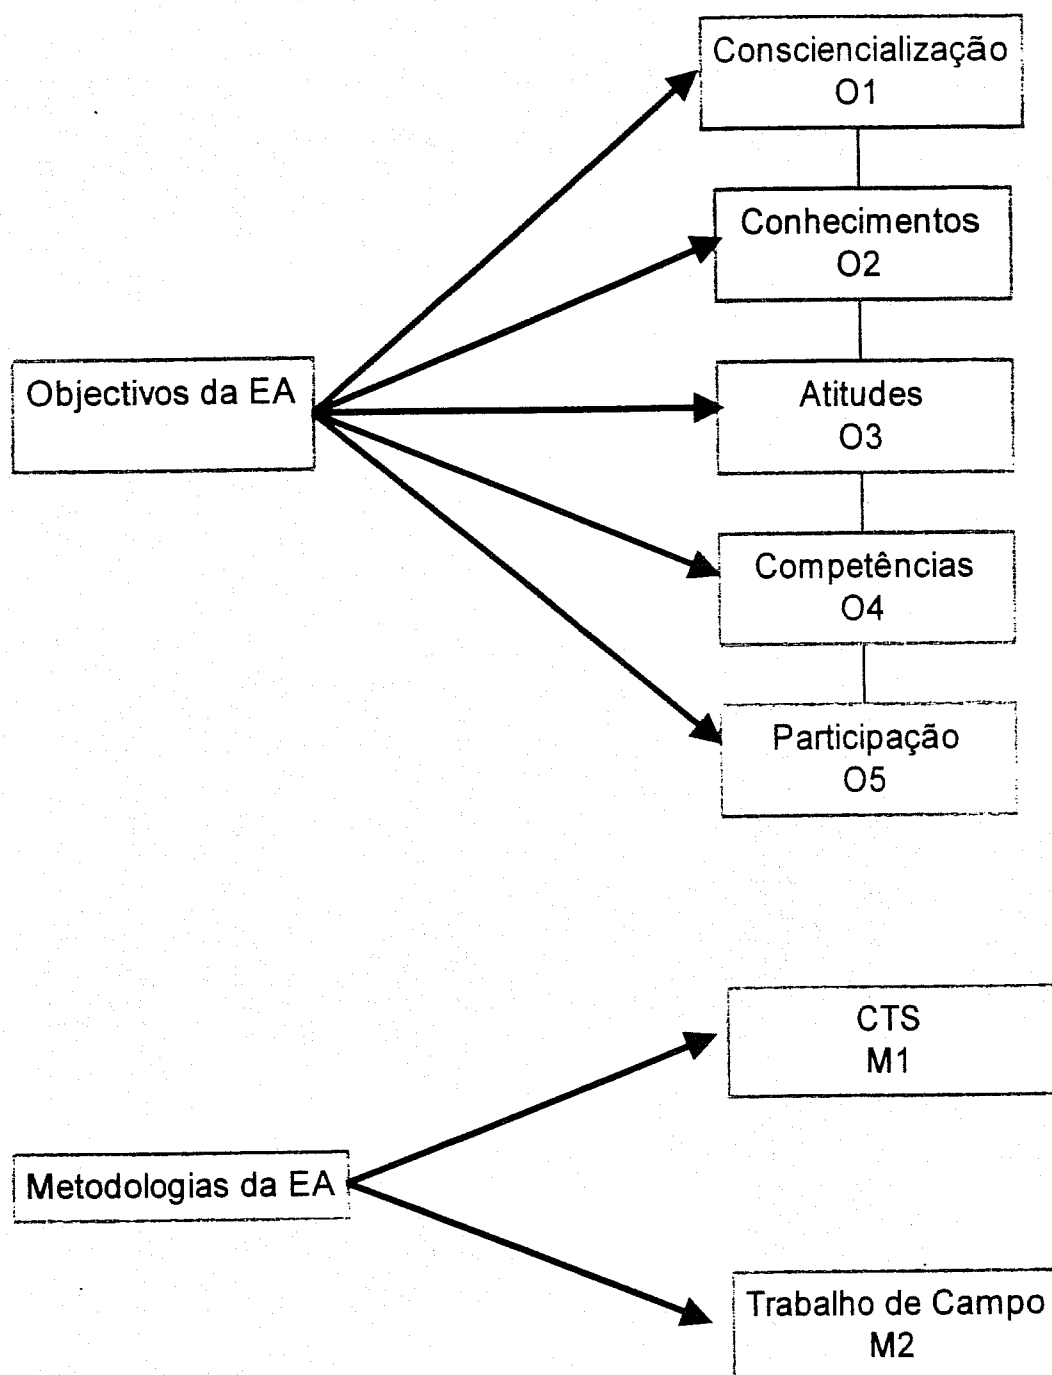 Consciencialização
O1
Conhecimentos
O2
Objectivos da EA
Atitudes
O3
Competências
O4
Participação
O5
CTS
M1
Metodologias da EA
Trabalho de Campo
M2